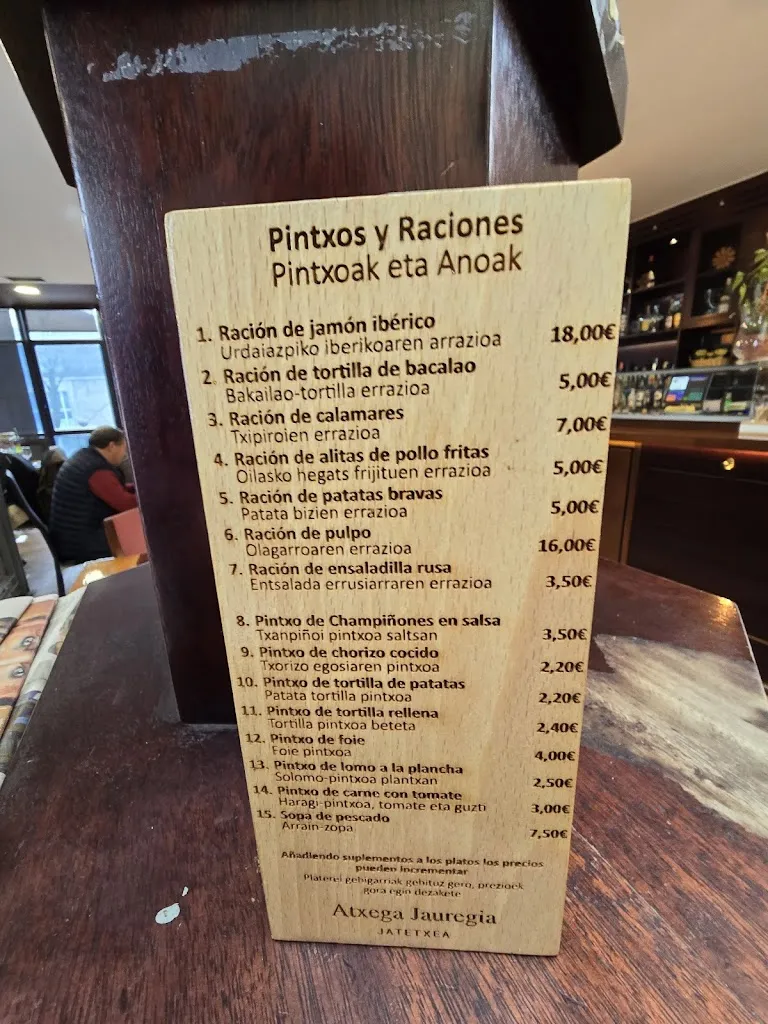 Pintxos y Raciones
Pintxoak eta Anoak
1. Ración de jamón ibérico 18,00€
Urdaiazpiko iberikoaren arrazioa
2. Ración de tortilla de bacalao 5,00€
Bakailao-tortilla errazioa
3. Ración de calamares 7,00€
Txipiroien errazioa
4. Ración de alitas de pollo fritas 5,00€
Oilasko hegats frijituen errazioa
5. Ración de patatas bravas 5,00€
Patata bizien errazioa
6. Ración de pulpo 16,00€
Olagarroaren errazioa
7. Ración de ensaladilla rusa 3,50€
Entsalada errusiarraren errazioa
8. Pintxo de Champiñones en salsa 3,50€
Txanpiñoi pintxoa saltsan
9. Pintxo de chorizo cocido 2,20€
Txorizo egosiaren pintxoa
10. Pintxo de tortilla de patatas 2,20€
Patata tortilla pintxoa
11. Pintxo de tortilla rellena 2,40€
Tortilla pintxoa beteta
12. Pintxo de foie 4,00€
Foie pintxoa
13. Pintxo de lomo a la plancha 2,50€
Solomo-pintxoa plantxan
14. Pintxo de carne con tomate 3,00€
Haragi-pintxoa, tomate eta guzti
15. Sopa de pescado 7,50€
Arrain-zopa
Añadiendo suplementos a los platos los precios
pueden incrementar
Platerei gehigarriak gehituz gero, prezioek
gora egin dezakete
Atxega Jauregia
JATETXEA